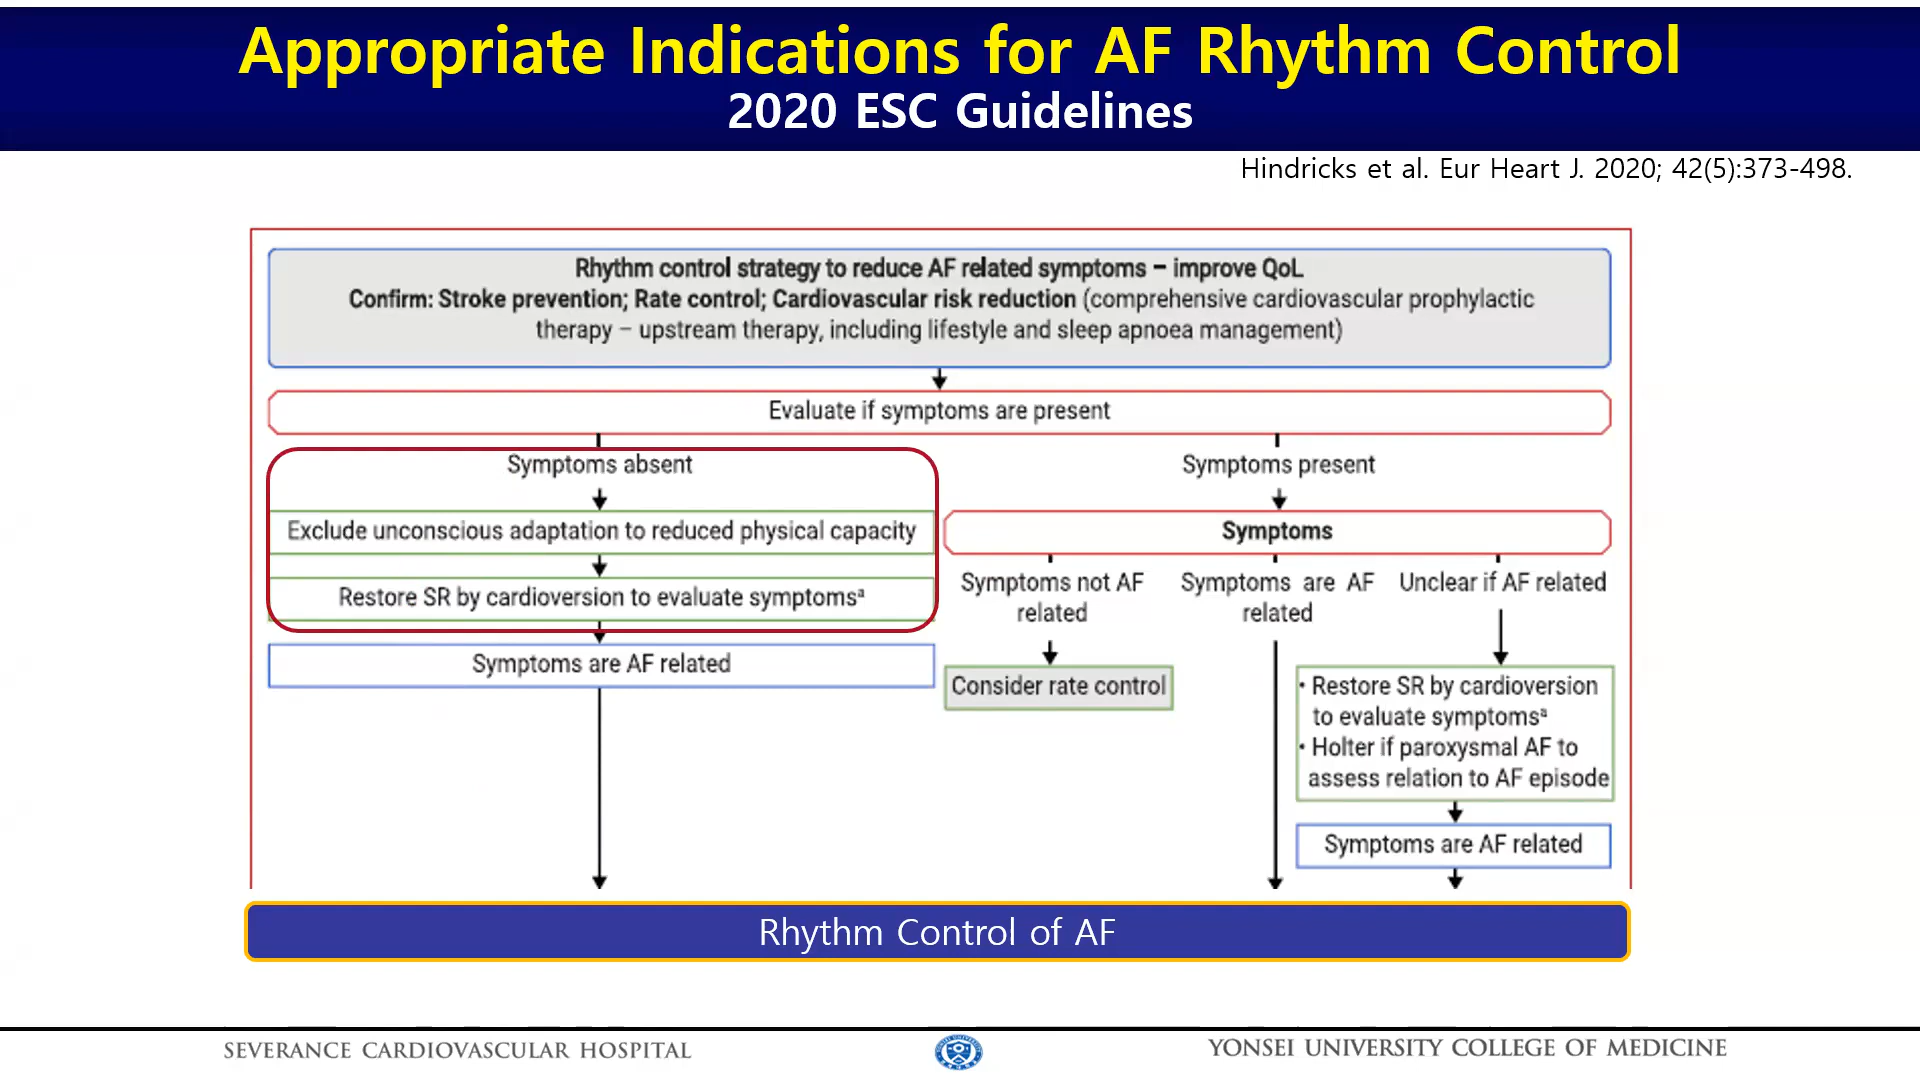 Appropriate Indications for AF Rhythm Control
2020 ESC Guidelines
Hindricks et al. Eur Heart J. 2020; 42(5):373-498.
Rhythm control strategy to reduce AF related symptoms – improve QoL
Confirm: Stroke prevention; Rate control; Cardiovascular risk reduction (comprehensive cardiovascular prophylactic
therapy – upstream therapy, including lifestyle and sleep apnoea management)
Evaluate if symptoms are present
Symptoms absent
Exclude unconscious adaptation to reduced physical capacity
Restore SR by cardioversion to evaluate symptomsᵃ
Symptoms are AF related
Symptoms present
Symptoms
Symptoms not AF
related
Consider rate control
Symptoms are AF
related
Unclear if AF related
• Restore SR by cardioversion
to evaluate symptomsᵃ
• Holter if paroxysmal AF to
assess relation to AF episode
Symptoms are AF related
Rhythm Control of AF
SEVERANCE CARDIOVASCULAR HOSPITAL
YONSEI UNIVERSITY COLLEGE OF MEDICINE